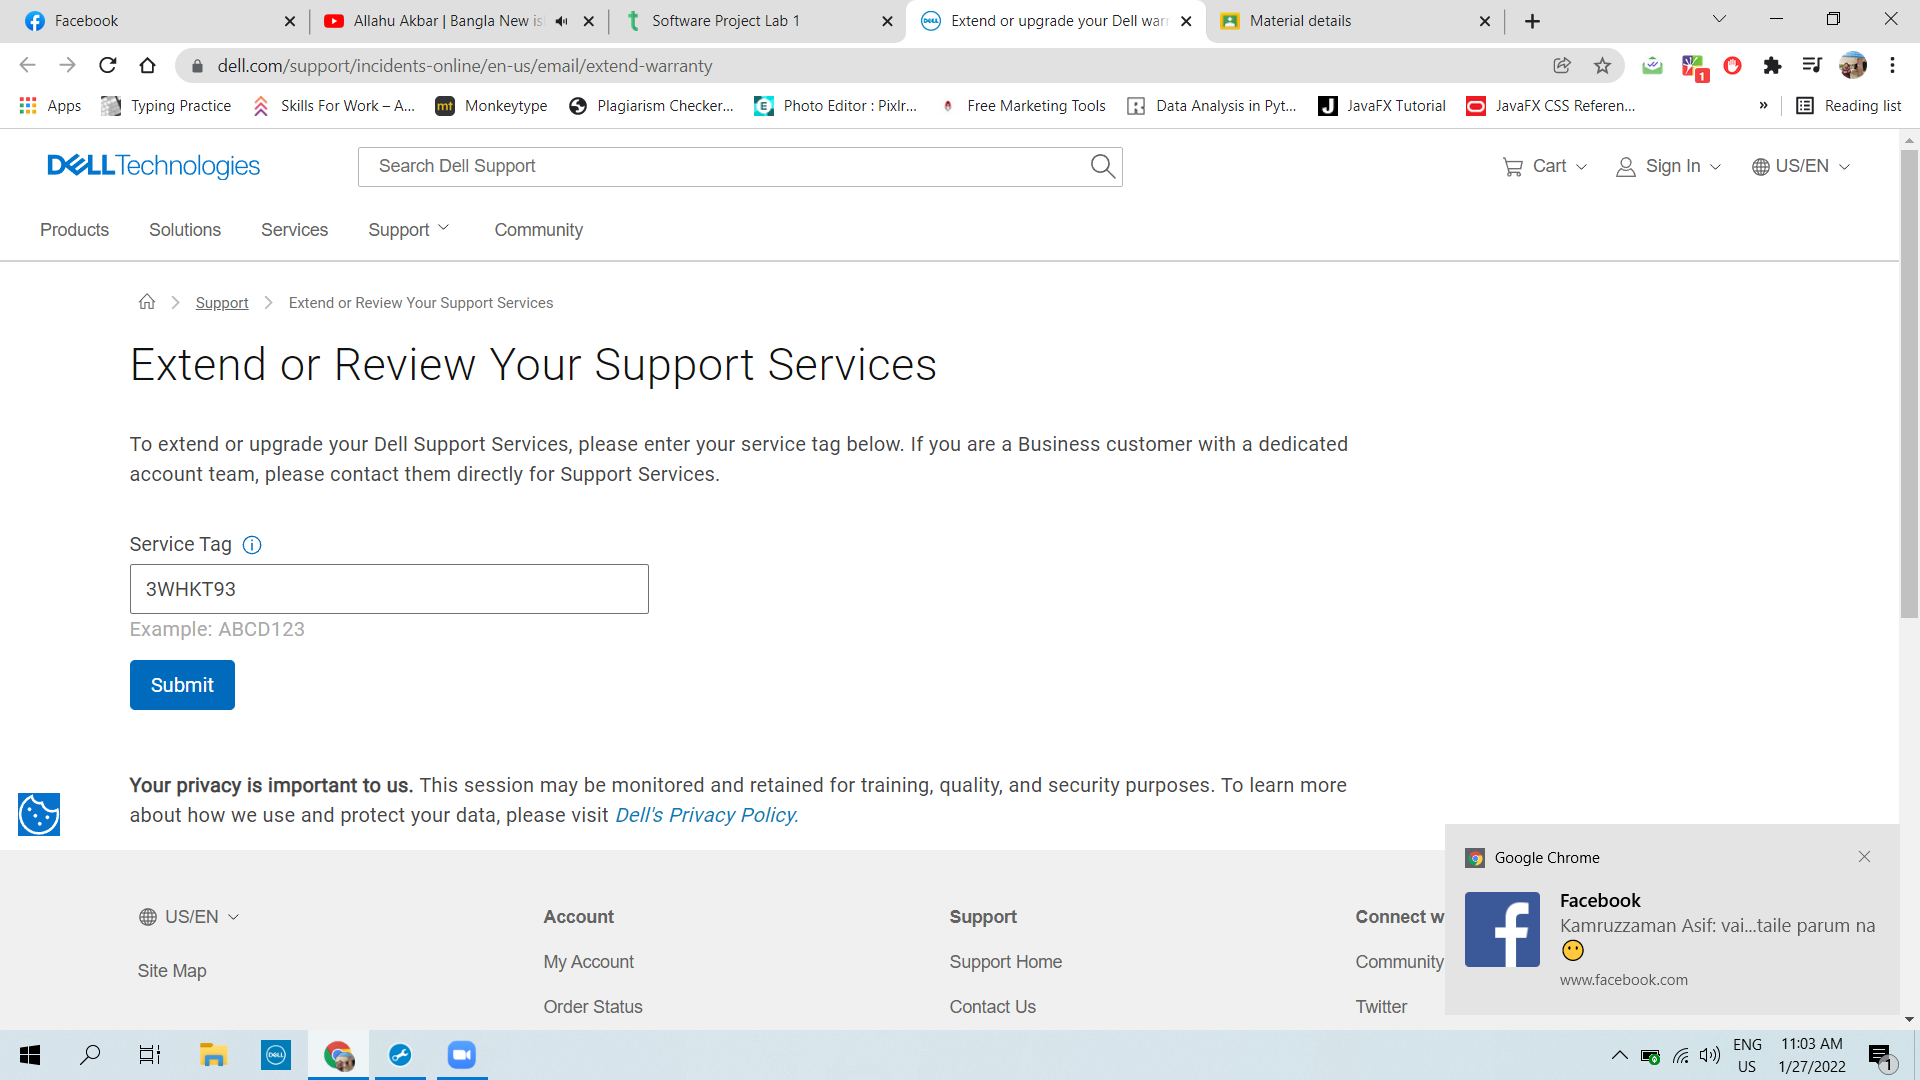 Facebook
Allahu Akbar | Bangla New is
Software Project Lab 1
Extend or upgrade your Dell warr
Material details
dell.com/support/incidents-online/en-us/email/extend-warranty
1
Apps
Typing Practice
Skills For Work – A...
mt Monkeytype
Plagiarism Checker...
Photo Editor : Pixlr...
Free Marketing Tools
Data Analysis in Pyt...
JavaFX Tutorial
JavaFX CSS Referen...
»
Reading list
DELLTechnologies
Search Dell Support
Cart
Sign In
US/EN
Products
Solutions
Services
Support
Community
Support
Extend or Review Your Support Services
Extend or Review Your Support Services
To extend or upgrade your Dell Support Services, please enter your service tag below. If you are a Business customer with a dedicated
account team, please contact them directly for Support Services.
Service Tag
3WHKT93
Example: ABCD123
Submit
Your privacy is important to us. This session may be monitored and retained for training, quality, and security purposes. To learn more
about how we use and protect your data, please visit Dell's Privacy Policy.
Google Chrome
Facebook
Kamruzzaman Asif: vai...taile parum na
😶
www.facebook.com
US/EN
Site Map
Account
My Account
Order Status
Support
Support Home
Contact Us
Connect w
Community
Twitter
DELL
ENG
US
11:03 AM
1/27/2022
1